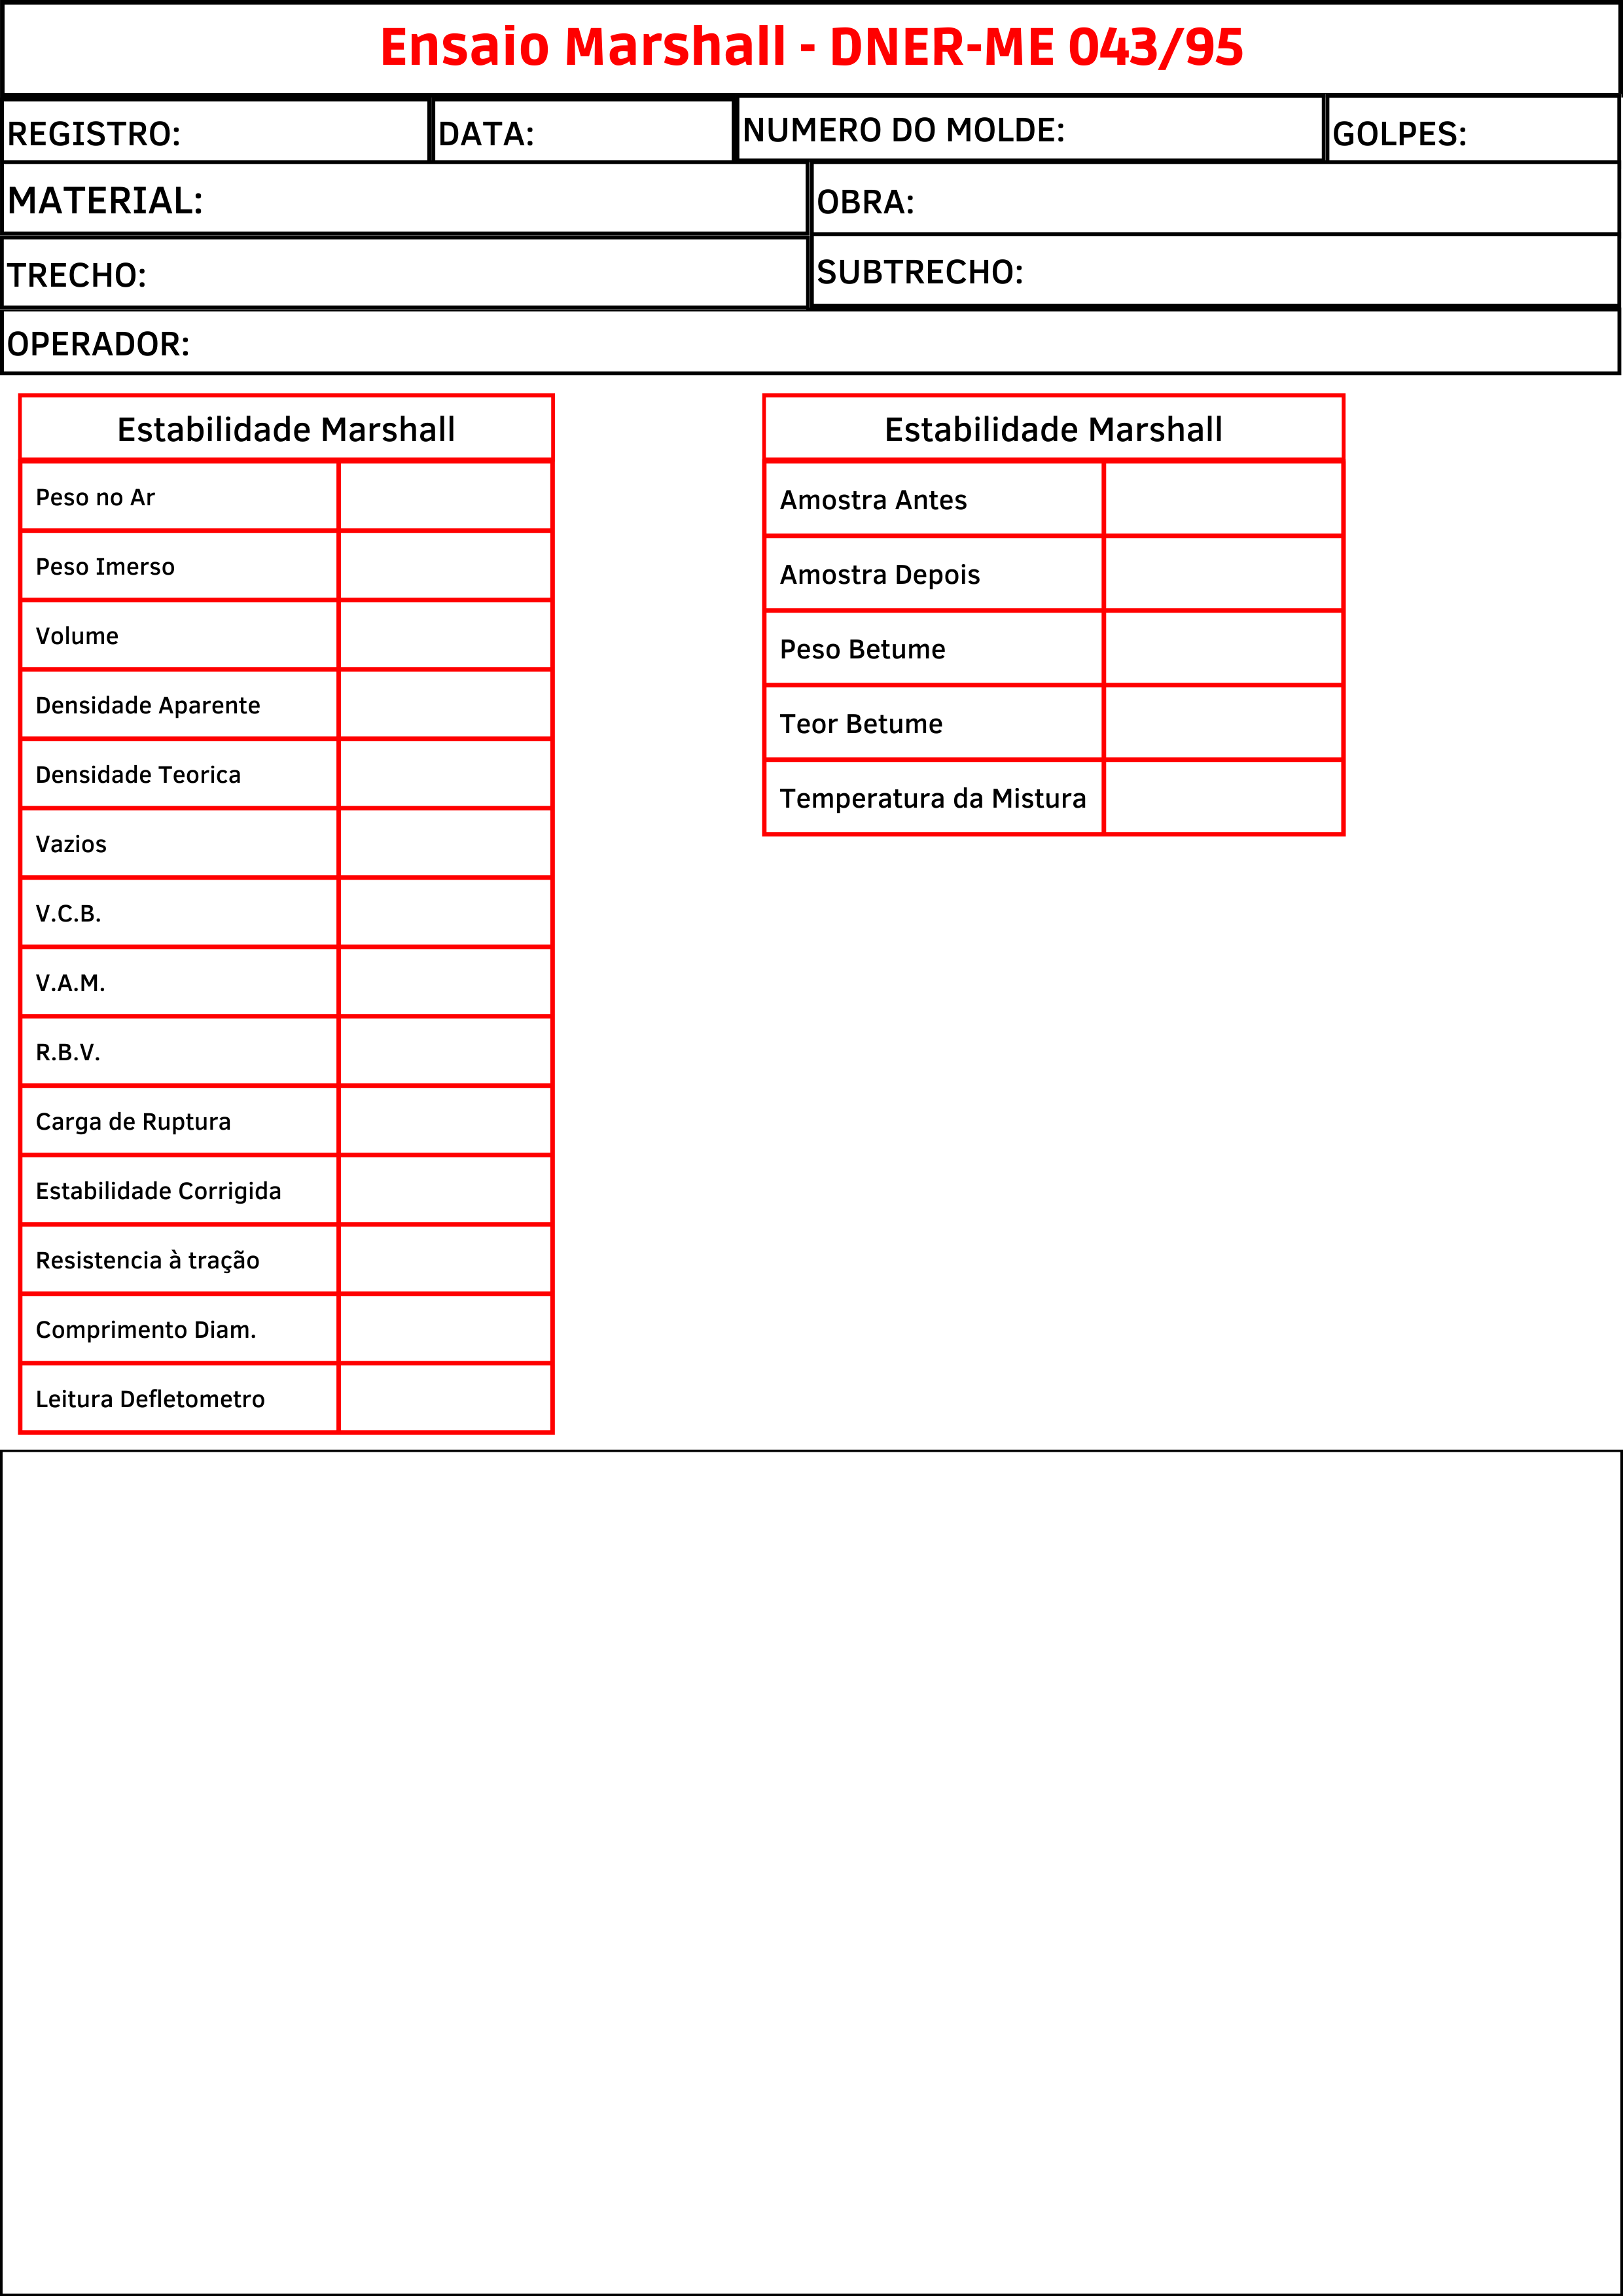 Ensaio Marshall - DNER-ME 043/95
REGISTRO:
DATA:
NUMERO DO MOLDE:
GOLPES:
MATERIAL:
OBRA:
TRECHO:
SUBTRECHO:
OPERADOR:
Estabilidade Marshall
Peso no Ar
Peso Imerso
Volume
Densidade Aparente
Densidade Teorica
Vazios
V.C.B.
V.A.M.
R.B.V.
Carga de Ruptura
Estabilidade Corrigida
Resistencia à tração
Comprimento Diam.
Leitura Defletometro
Estabilidade Marshall
Amostra Antes
Amostra Depois
Peso Betume
Teor Betume
Temperatura da Mistura